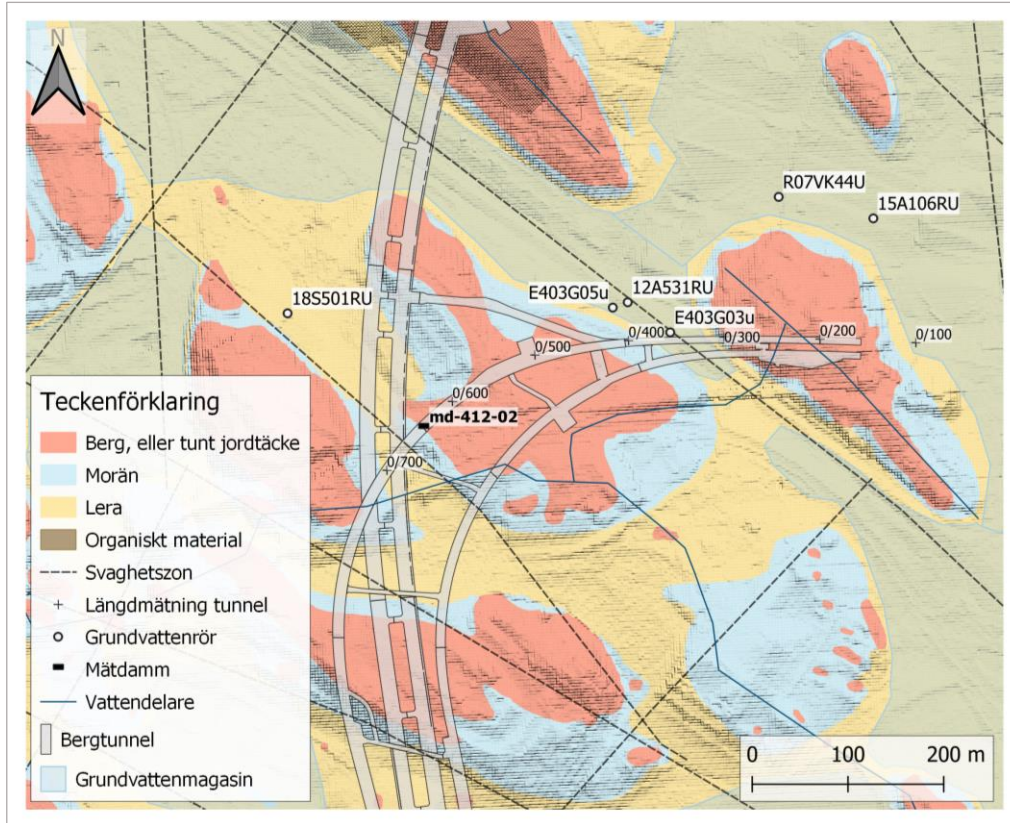 N
R07VK44U
15A106RU
18S501RU
E403G05u
12A531RU
E403G03u
0/400
0/300
0/200
0/100
0/500
0/600
md-412-02
0/700
Teckenförklaring
Berg, eller tunt jordtäcke
Morän
Lera
Organiskt material
Svaghetszon
Längdmätning tunnel
Grundvattenrör
Mätdamm
Vattendelare
Bergtunnel
Grundvattenmagasin
0 100 200 m